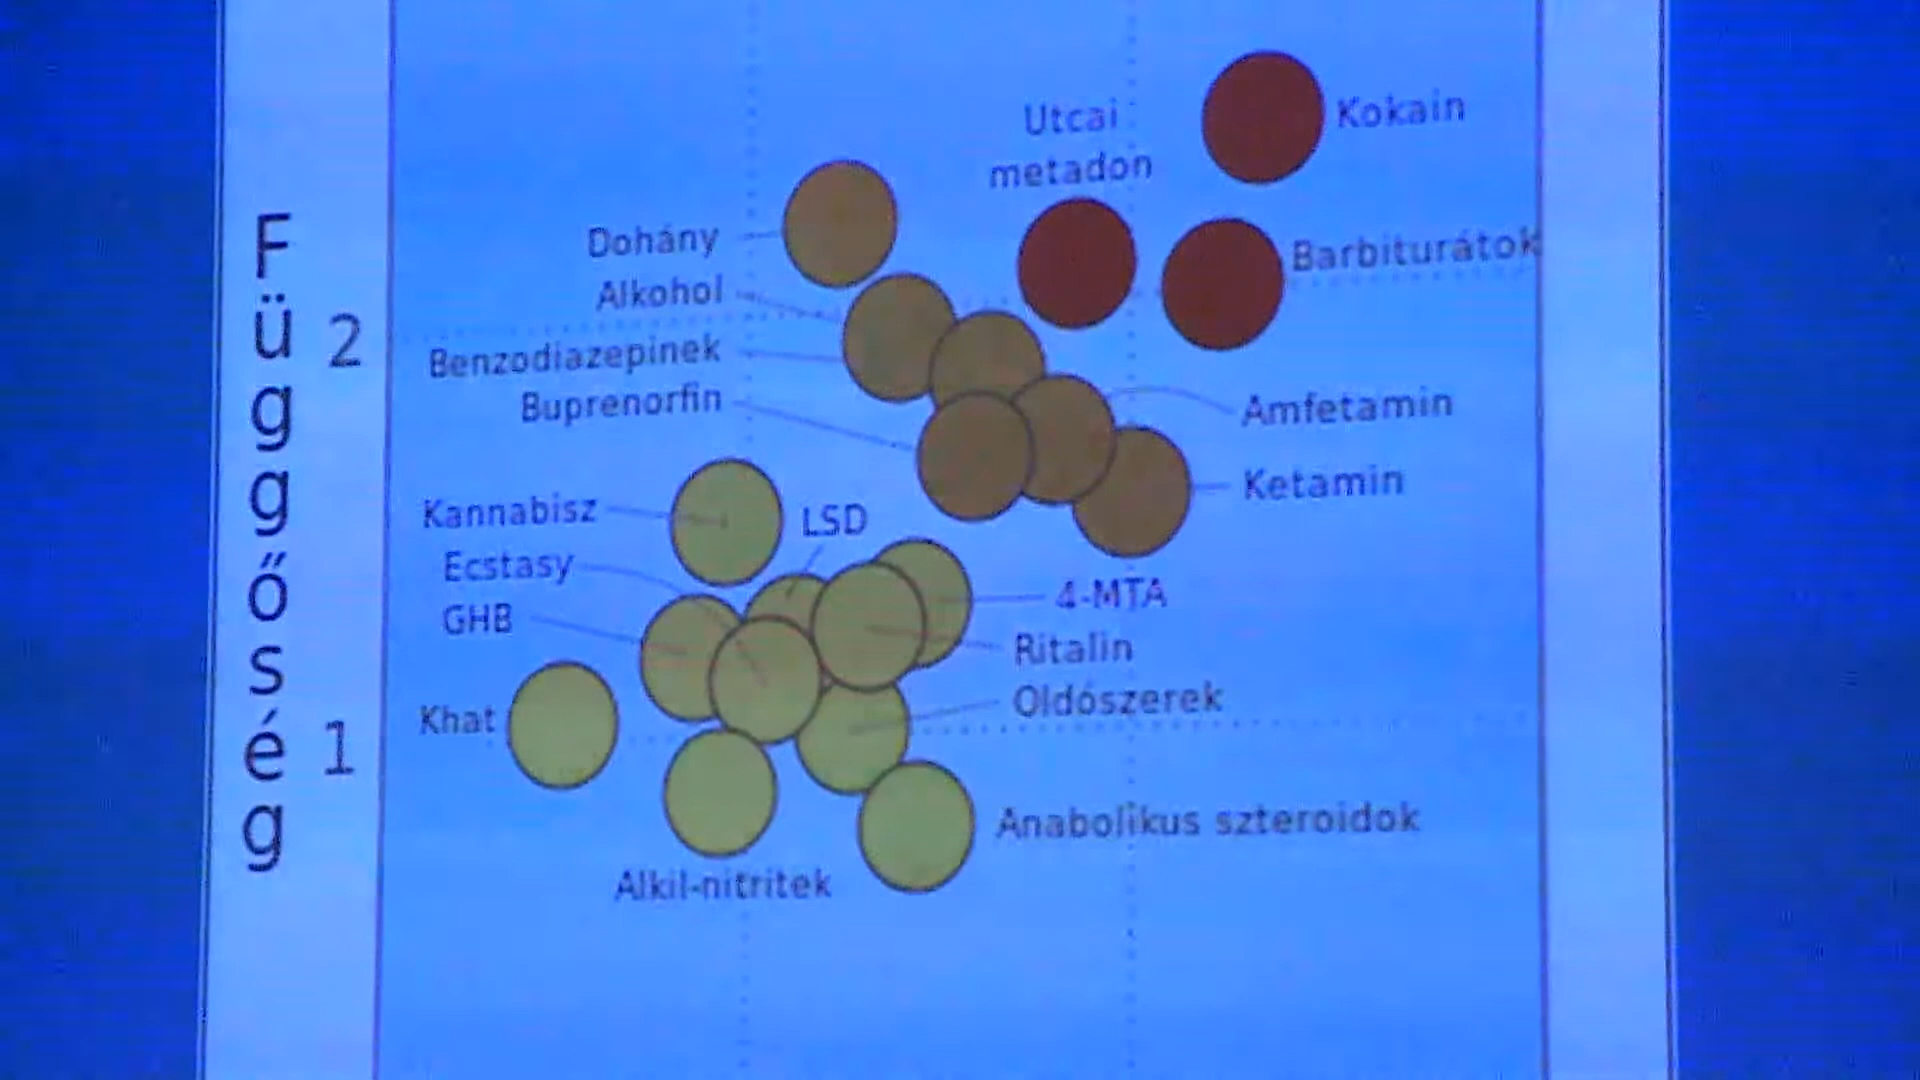 Függőség
2
1
Utcai
metadon
Kokain
Dohány
Barbiturátok
Alkohol
Benzodiazepinek
Buprenorfin
Amfetamin
Ketamin
Kannabisz
LSD
Ecstasy
4-MTA
GHB
Ritalin
Oldószerek
Khat
Anabolikus szteroidok
Alkil-nitritek